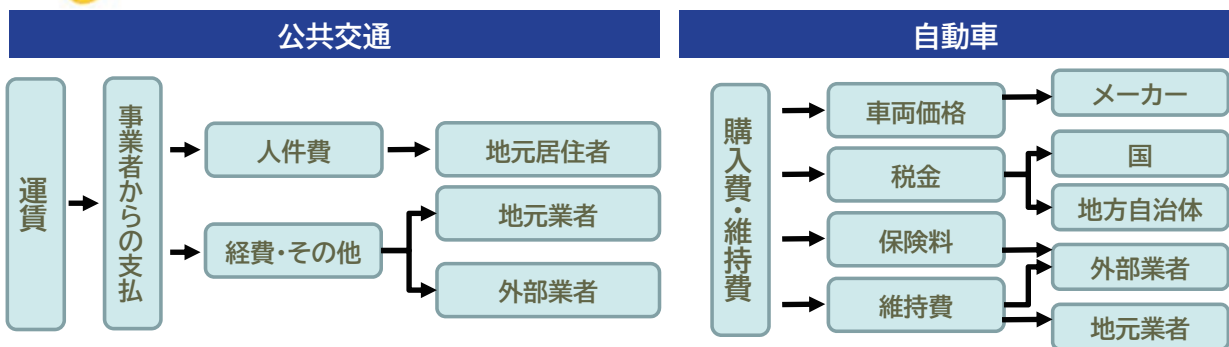 公共交通
運賃
事業者からの支払
人件費
地元居住者
経費・その他
地元業者
外部業者
自動車
購入費・維持費
車両価格
メーカー
税金
国
地方自治体
保険料
外部業者
維持費
地元業者